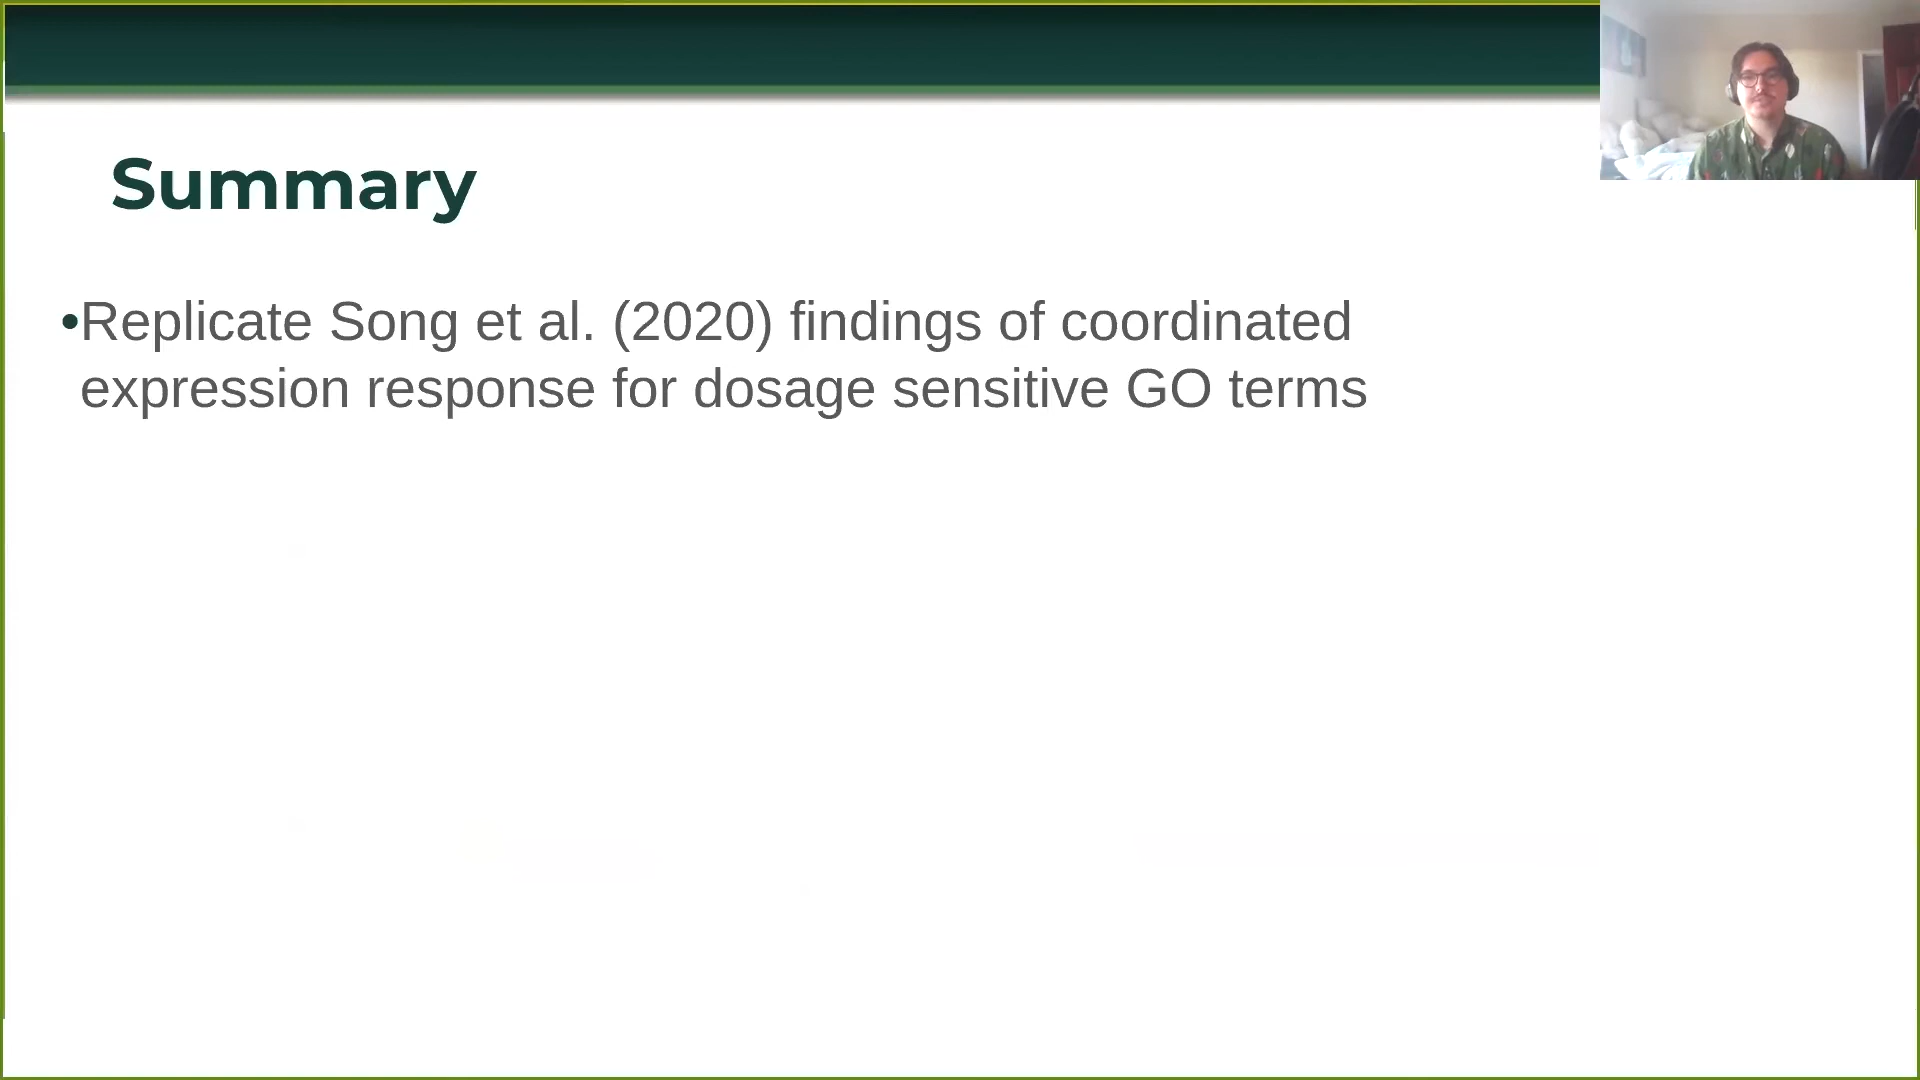 Summary
•Replicate Song et al. (2020) findings of coordinated
expression response for dosage sensitive GO terms